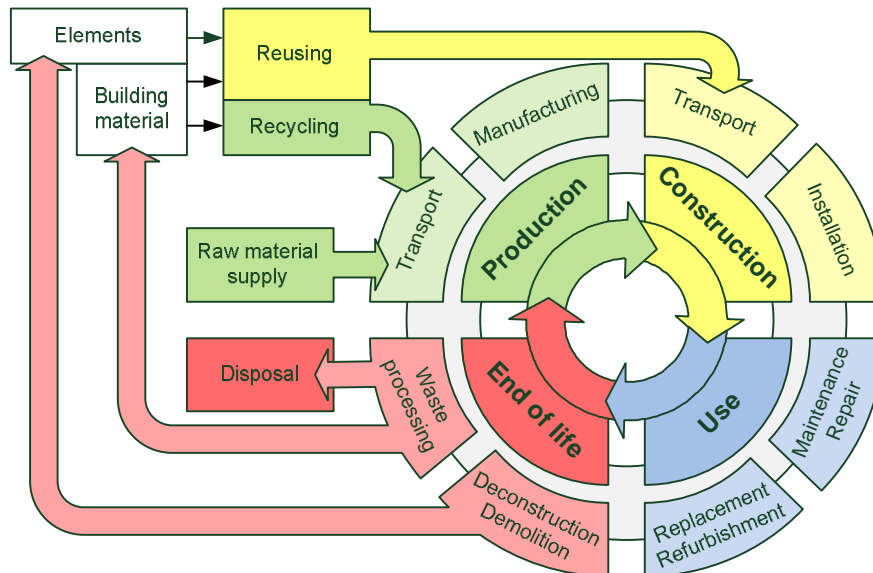 Elements
Reusing
Building
material
Recycling
Manufacturing
Transport
Transport
Installation
Production
Construction
Raw material
supply
Disposal
Waste
processing
End of life
Use
Maintenance
Repair
Deconstruction
Demolition
Replacement
Refurbishment